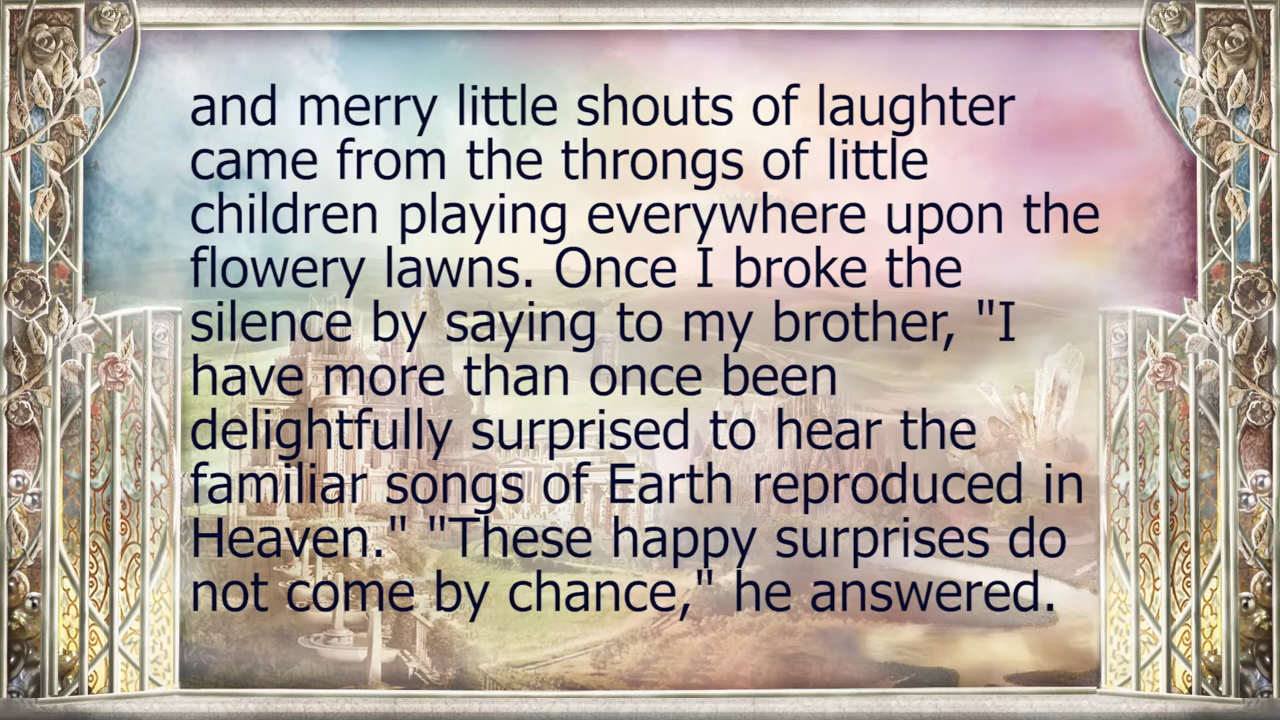 and merry little shouts of laughter
came from the throngs of little
children playing everywhere upon the
flowery lawns. Once I broke the
silence by saying to my brother, "I
have more than once been
delightfully surprised to hear the
familiar songs of Earth reproduced in
Heaven." "These happy surprises do
not come by chance," he answered.